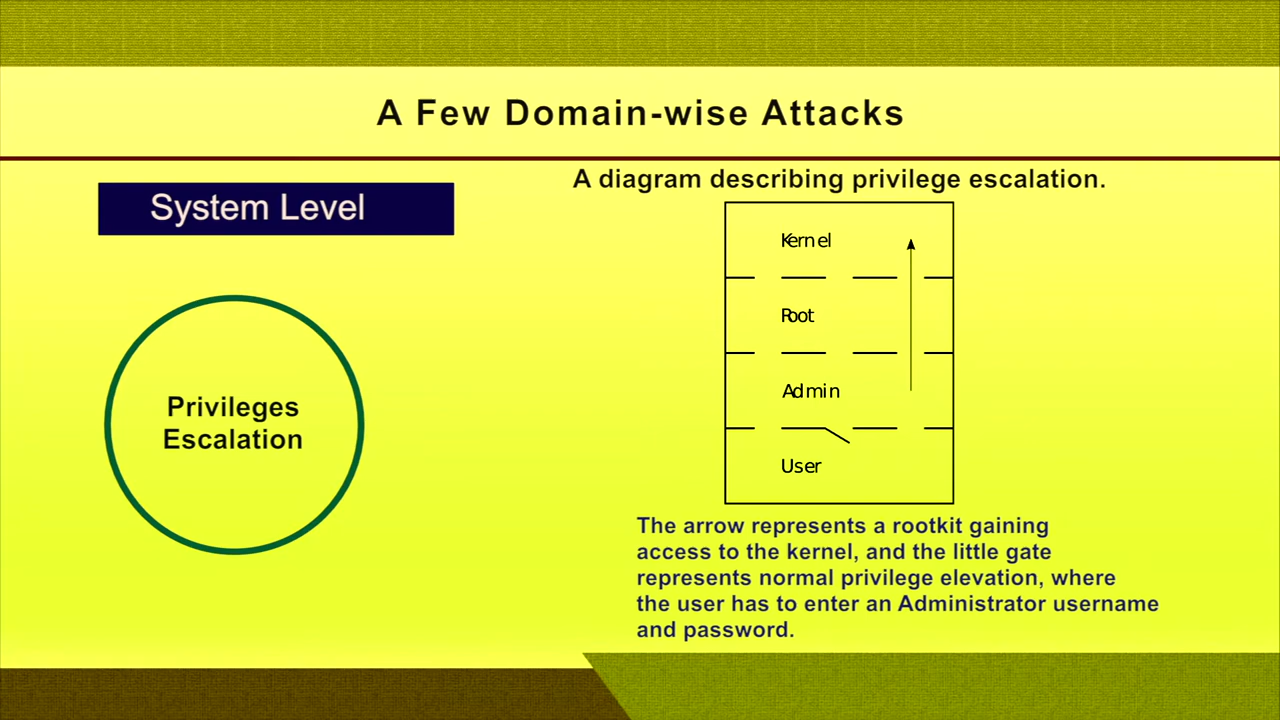 A Few Domain-wise Attacks
System Level
Privileges
Escalation
A diagram describing privilege escalation.
Kernel
Root
Admin
User
The arrow represents a rootkit gaining
access to the kernel, and the little gate
represents normal privilege elevation, where
the user has to enter an Administrator username
and password.